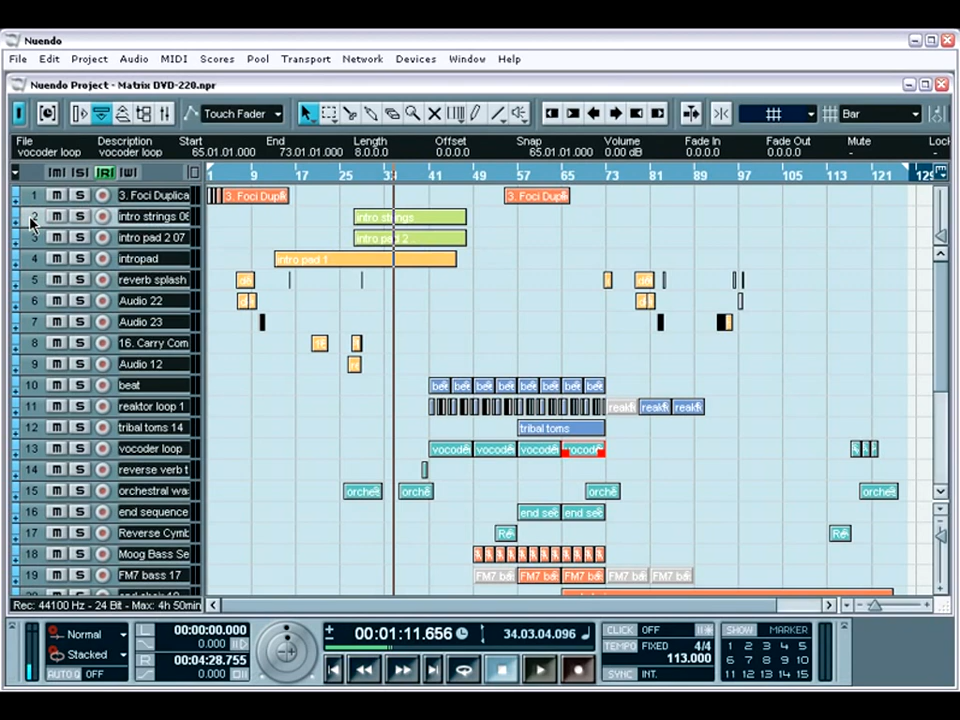 Nuendo
File Edit Project Audio MIDI Scores Pool Transport Network Devices Window Help
Nuendo Project - Matrix DVD-220.npr
Touch Fader Bar
File Description Start End Length Offset Snap Volume Fade In Fade Out Mute
vocoder loop vocoder loop 65.01.01.000 73.01.01.000 8.0.0.0 0.0.0.0 65.01.01.000 0.00 dB 0.0.0.0 0.0.0.0
1 9 17 25 33 41 49 57 65 73 81 89 97 105 113 121 129
1 m S 3. Foci Duplica 3. Foci Dupli 3. Foci Dupli
2 m S intro strings 06 intro strings
3 m S intro pad 2 07 intro pad 2
4 m S intropad intro pad 1
5 m S reverb splash
6 m S Audio 22
7 m S Audio 23
8 m S 16. Carry Com
9 m S Audio 12
10 m S beat
11 m S reaktor loop 1
12 m S tribal toms 14 tribal toms
13 m S vocoder loop
14 m S reverse verb t
15 m S orchestral wa
16 m S end sequence
17 m S Reverse Cymb
18 m S Moog Bass Se
19 m S FM7 bass 17
Rec: 44100 Hz - 24 Bit - Max: 4h 50min
Normal L 00:00:00.000 00:01:11.656 34.03.04.096 CLICK OFF SHOW MARKER
0.000 TEMPO FIXED 1 2 3 4 5
Stacked R 00:04:28.755 113.000 6 7 8 9 10
AUTO Q OFF 0.000 SYNC INT. 11 12 13 14 15